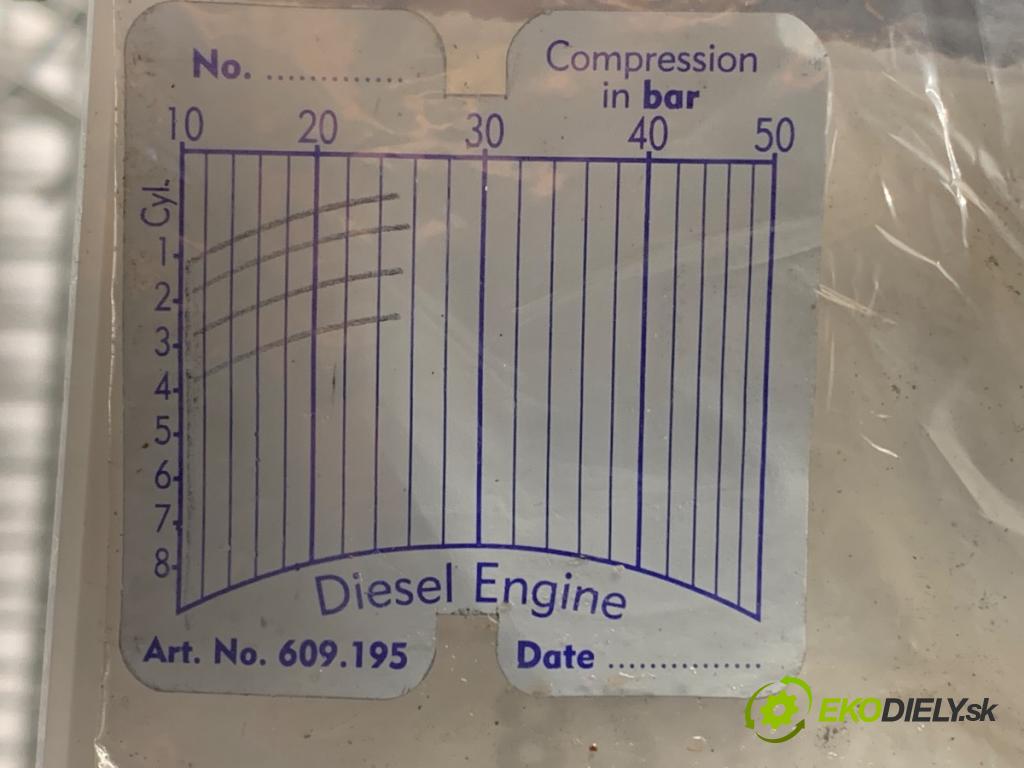 No. ..............
Compression
in bar
10 20 30 40 50
Cyl.
1
2
3
4
5
6
7
8
Diesel Engine
Art. No. 609.195
Date ................
EKODIELY.sk